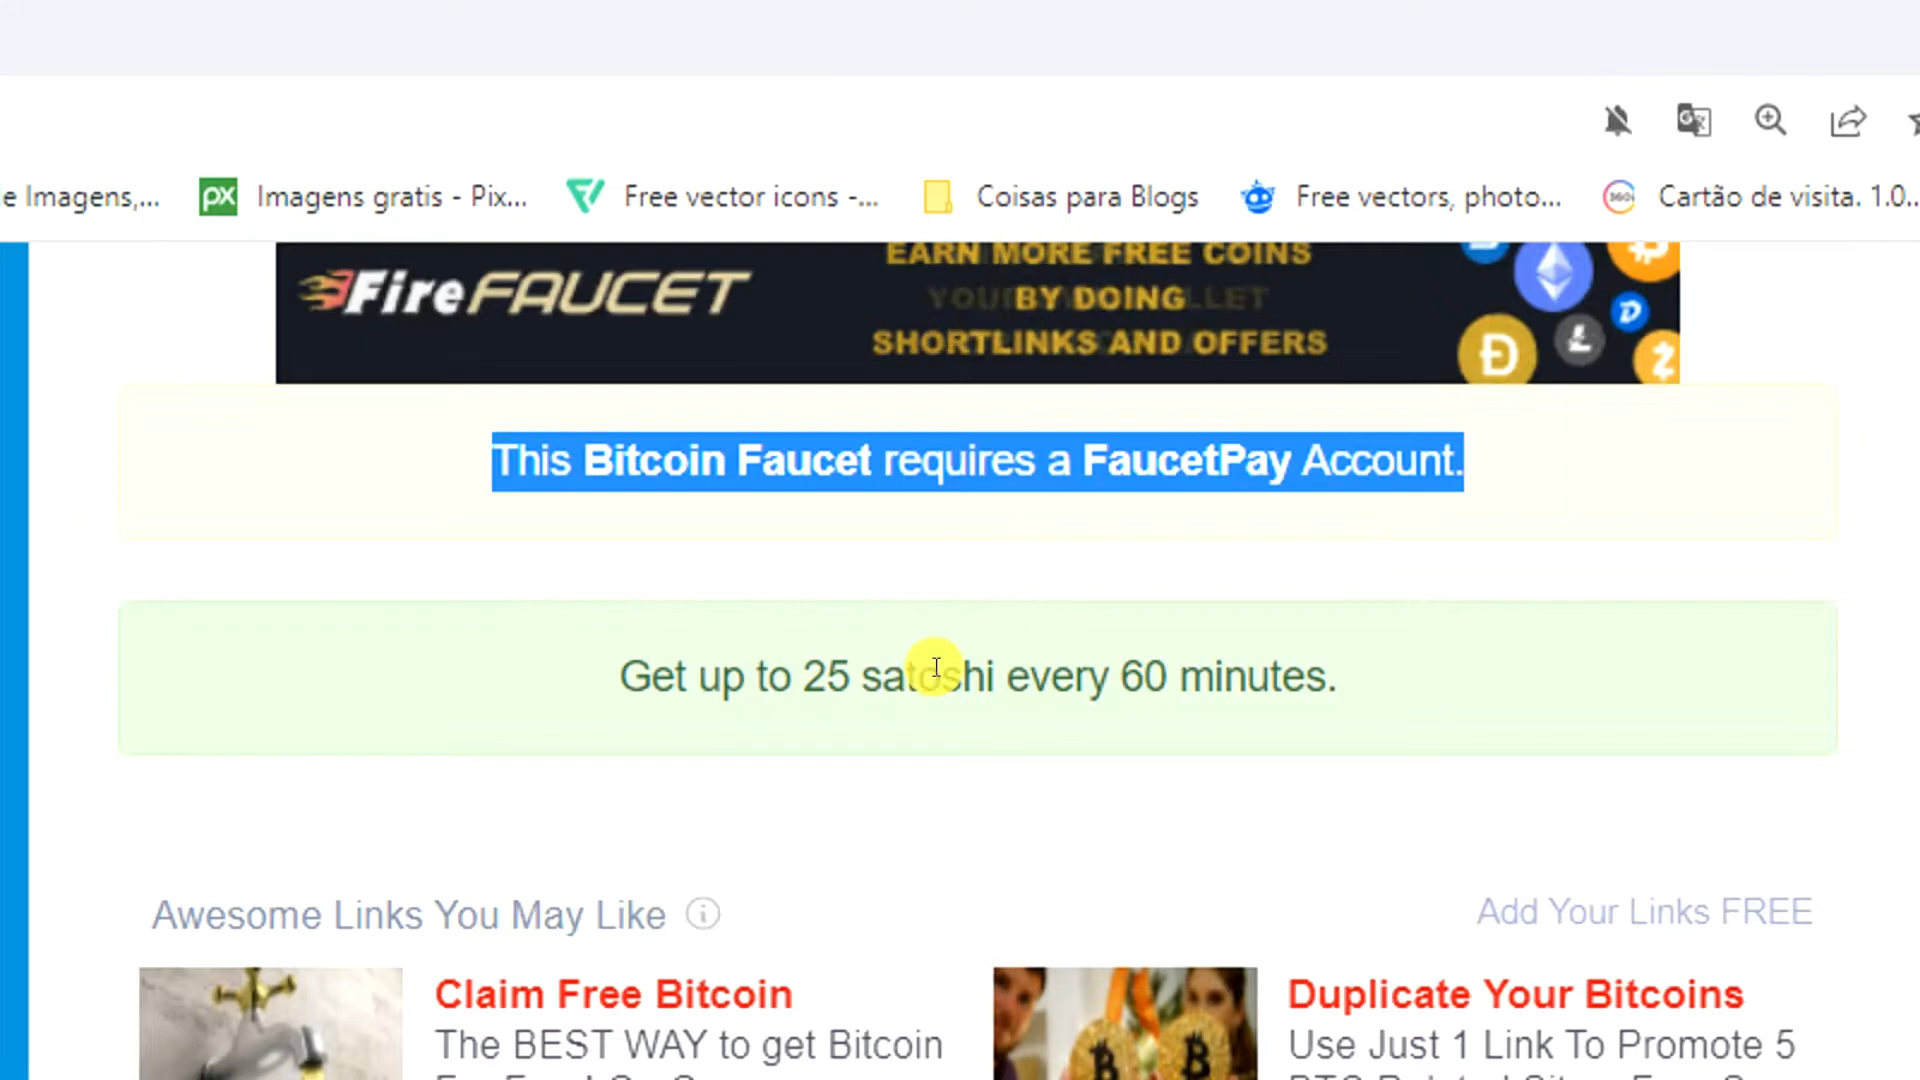 e Imagens,...
px
Imagens gratis - Pix...
Free vector icons -...
Coisas para Blogs
Free vectors, photo...
360
Cartão de visita. 1.0...
FireFAUCET
EARN MORE FREE COINS
BY DOING
SHORTLINKS AND OFFERS
This Bitcoin Faucet requires a FaucetPay Account.
Get up to 25 satoshi every 60 minutes.
Awesome Links You May Like
Add Your Links FREE
Claim Free Bitcoin
The BEST WAY to get Bitcoin
Duplicate Your Bitcoins
Use Just 1 Link To Promote 5